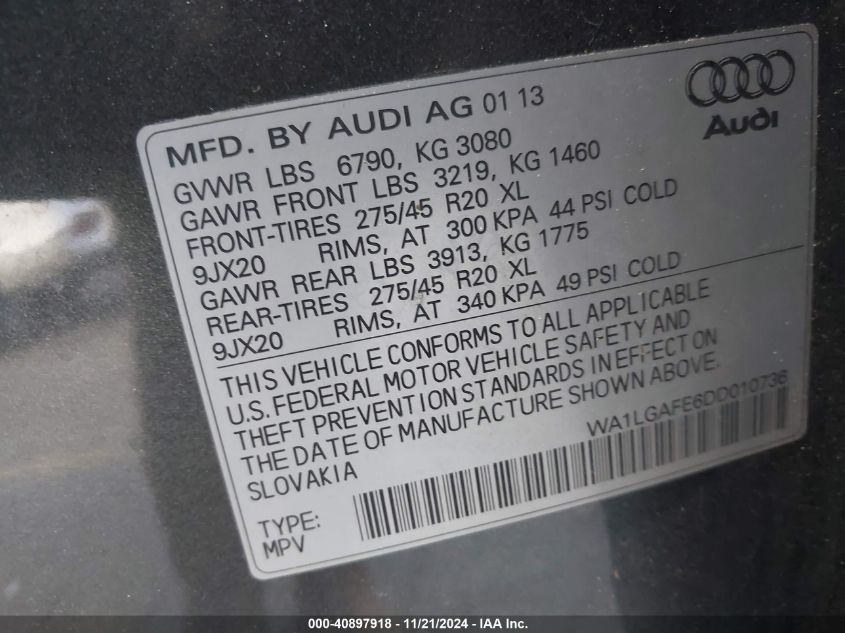 MFD. BY AUDI AG 01 13
Audi
GVWR LBS 6790, KG 3080
GAWR FRONT LBS 3219, KG 1460
FRONT-TIRES 275/45 R20 XL
9JX20 RIMS, AT 300 KPA 44 PSI COLD
GAWR REAR LBS 3913, KG 1775
REAR-TIRES 275/45 R20 XL
9JX20 RIMS, AT 340 KPA 49 PSI COLD
THIS VEHICLE CONFORMS TO ALL APPLICABLE
U.S. FEDERAL MOTOR VEHICLE SAFETY AND
THEFT PREVENTION STANDARDS IN EFFECT ON
THE DATE OF MANUFACTURE SHOWN ABOVE.
SLOVAKIA
WA1LGAFE6DD010736
TYPE:
MPV
000-40897918 - 11/21/2024 - IAA Inc.